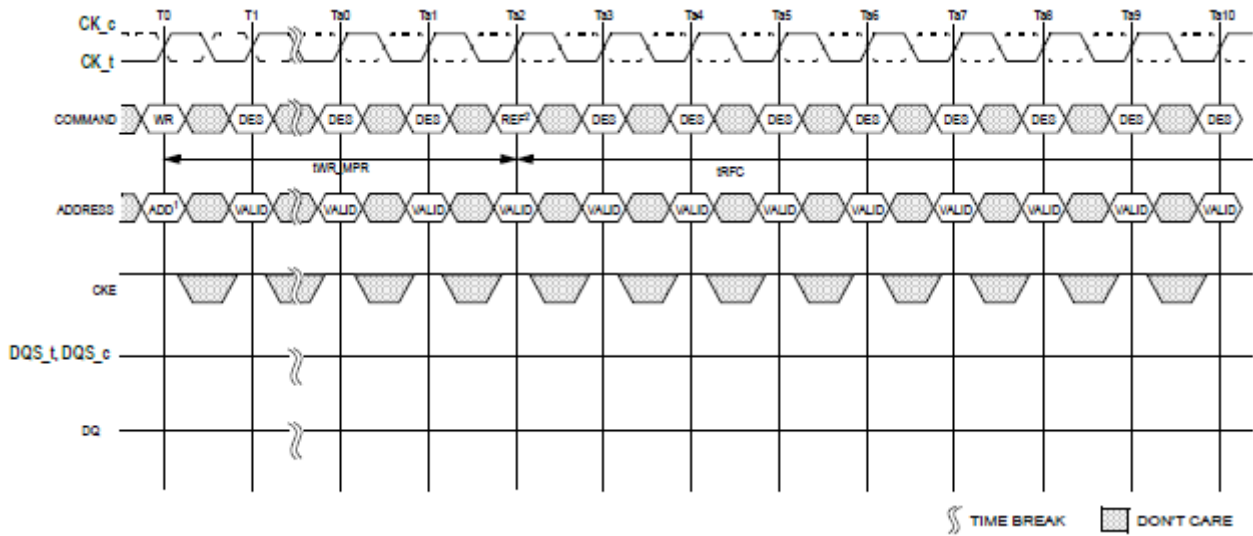 T0 T1 Ta0 Ta1 Ta2 Ta3 Ta4 Ta5 Ta6 Ta7 Ta8 Ta9 Ta10
CK_c
CK_t
COMMAND WR DES DES DES REF² DES DES DES DES DES DES DES DES
tWR_MPR tRFC
ADDRESS ADD¹ VALID VALID VALID VALID VALID VALID VALID VALID VALID VALID VALID VALID
CKE
DQS_t, DQS_c
DQ
TIME BREAK DON'T CARE